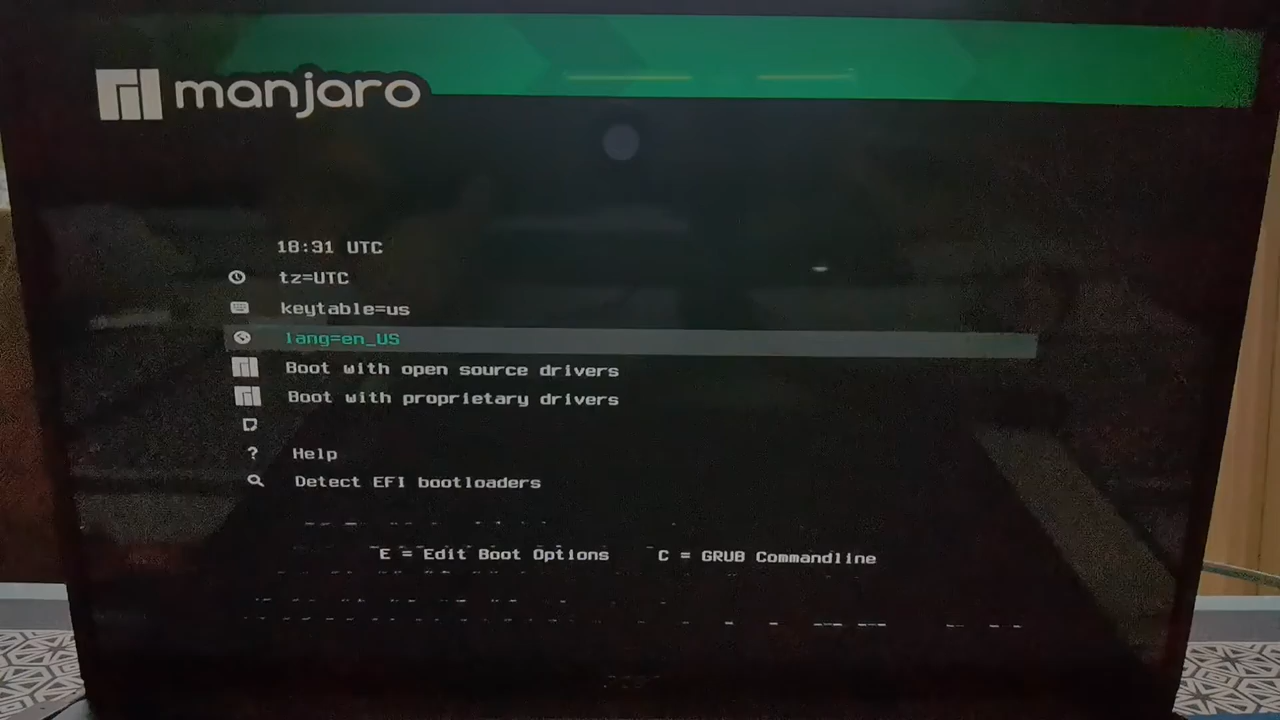 manjaro
18:31 UTC
tz=UTC
keytable=us
lang=en_US
Boot with open source drivers
Boot with proprietary drivers
? Help
Detect EFI bootloaders
E = Edit Boot Options C = GRUB Commandline